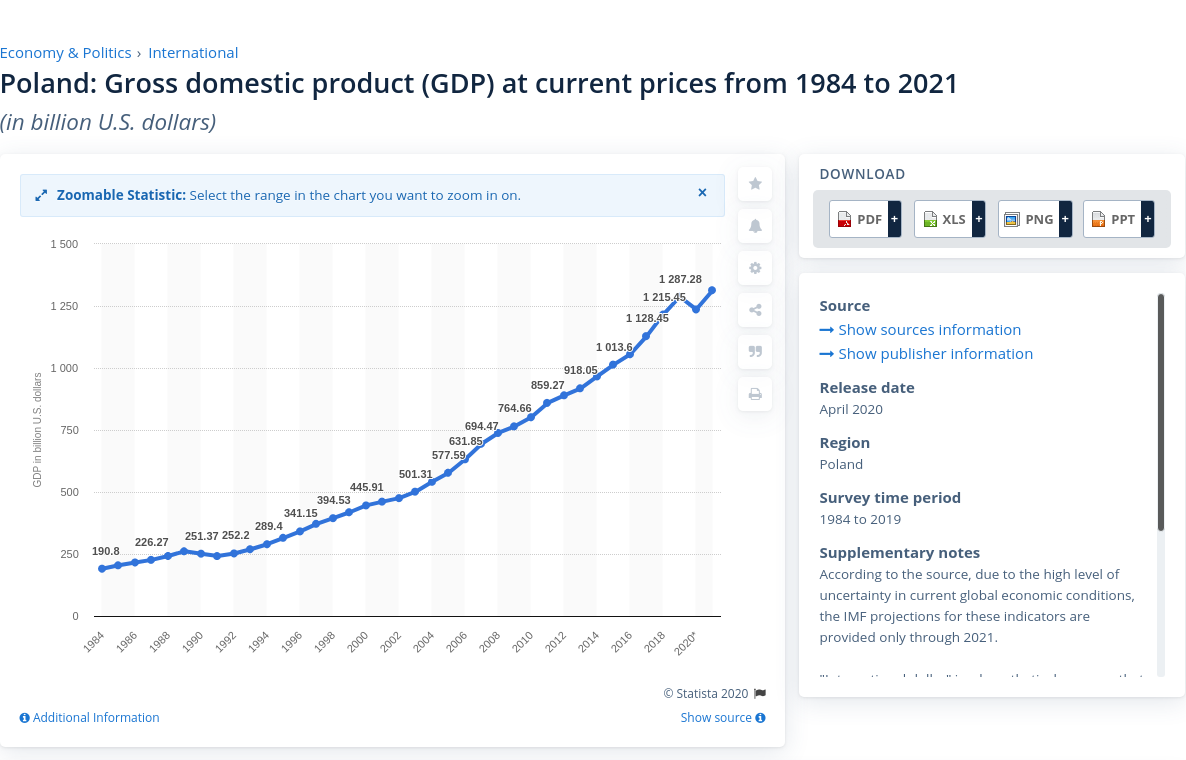 Economy & Politics › International
Poland: Gross domestic product (GDP) at current prices from 1984 to 2021
(in billion U.S. dollars)
Zoomable Statistic: Select the range in the chart you want to zoom in on. ×
1 500
1 250
1 000
750
500
250
0
GDP in billion U.S. dollars
190.8
226.27
251.37
252.2
289.4
341.15
394.53
445.91
501.31
577.59
631.85
694.47
764.66
859.27
918.05
1 013.6
1 128.45
1 215.45
1 287.28
1984
1986
1988
1990
1992
1994
1996
1998
2000
2002
2004
2006
2008
2010
2012
2014
2016
2018
2020*
© Statista 2020
Additional Information
Show source
DOWNLOAD
PDF + XLS + PNG + PPT +
Source
Show sources information
Show publisher information
Release date
April 2020
Region
Poland
Survey time period
1984 to 2019
Supplementary notes
According to the source, due to the high level of
uncertainty in current global economic conditions,
the IMF projections for these indicators are
provided only through 2021.